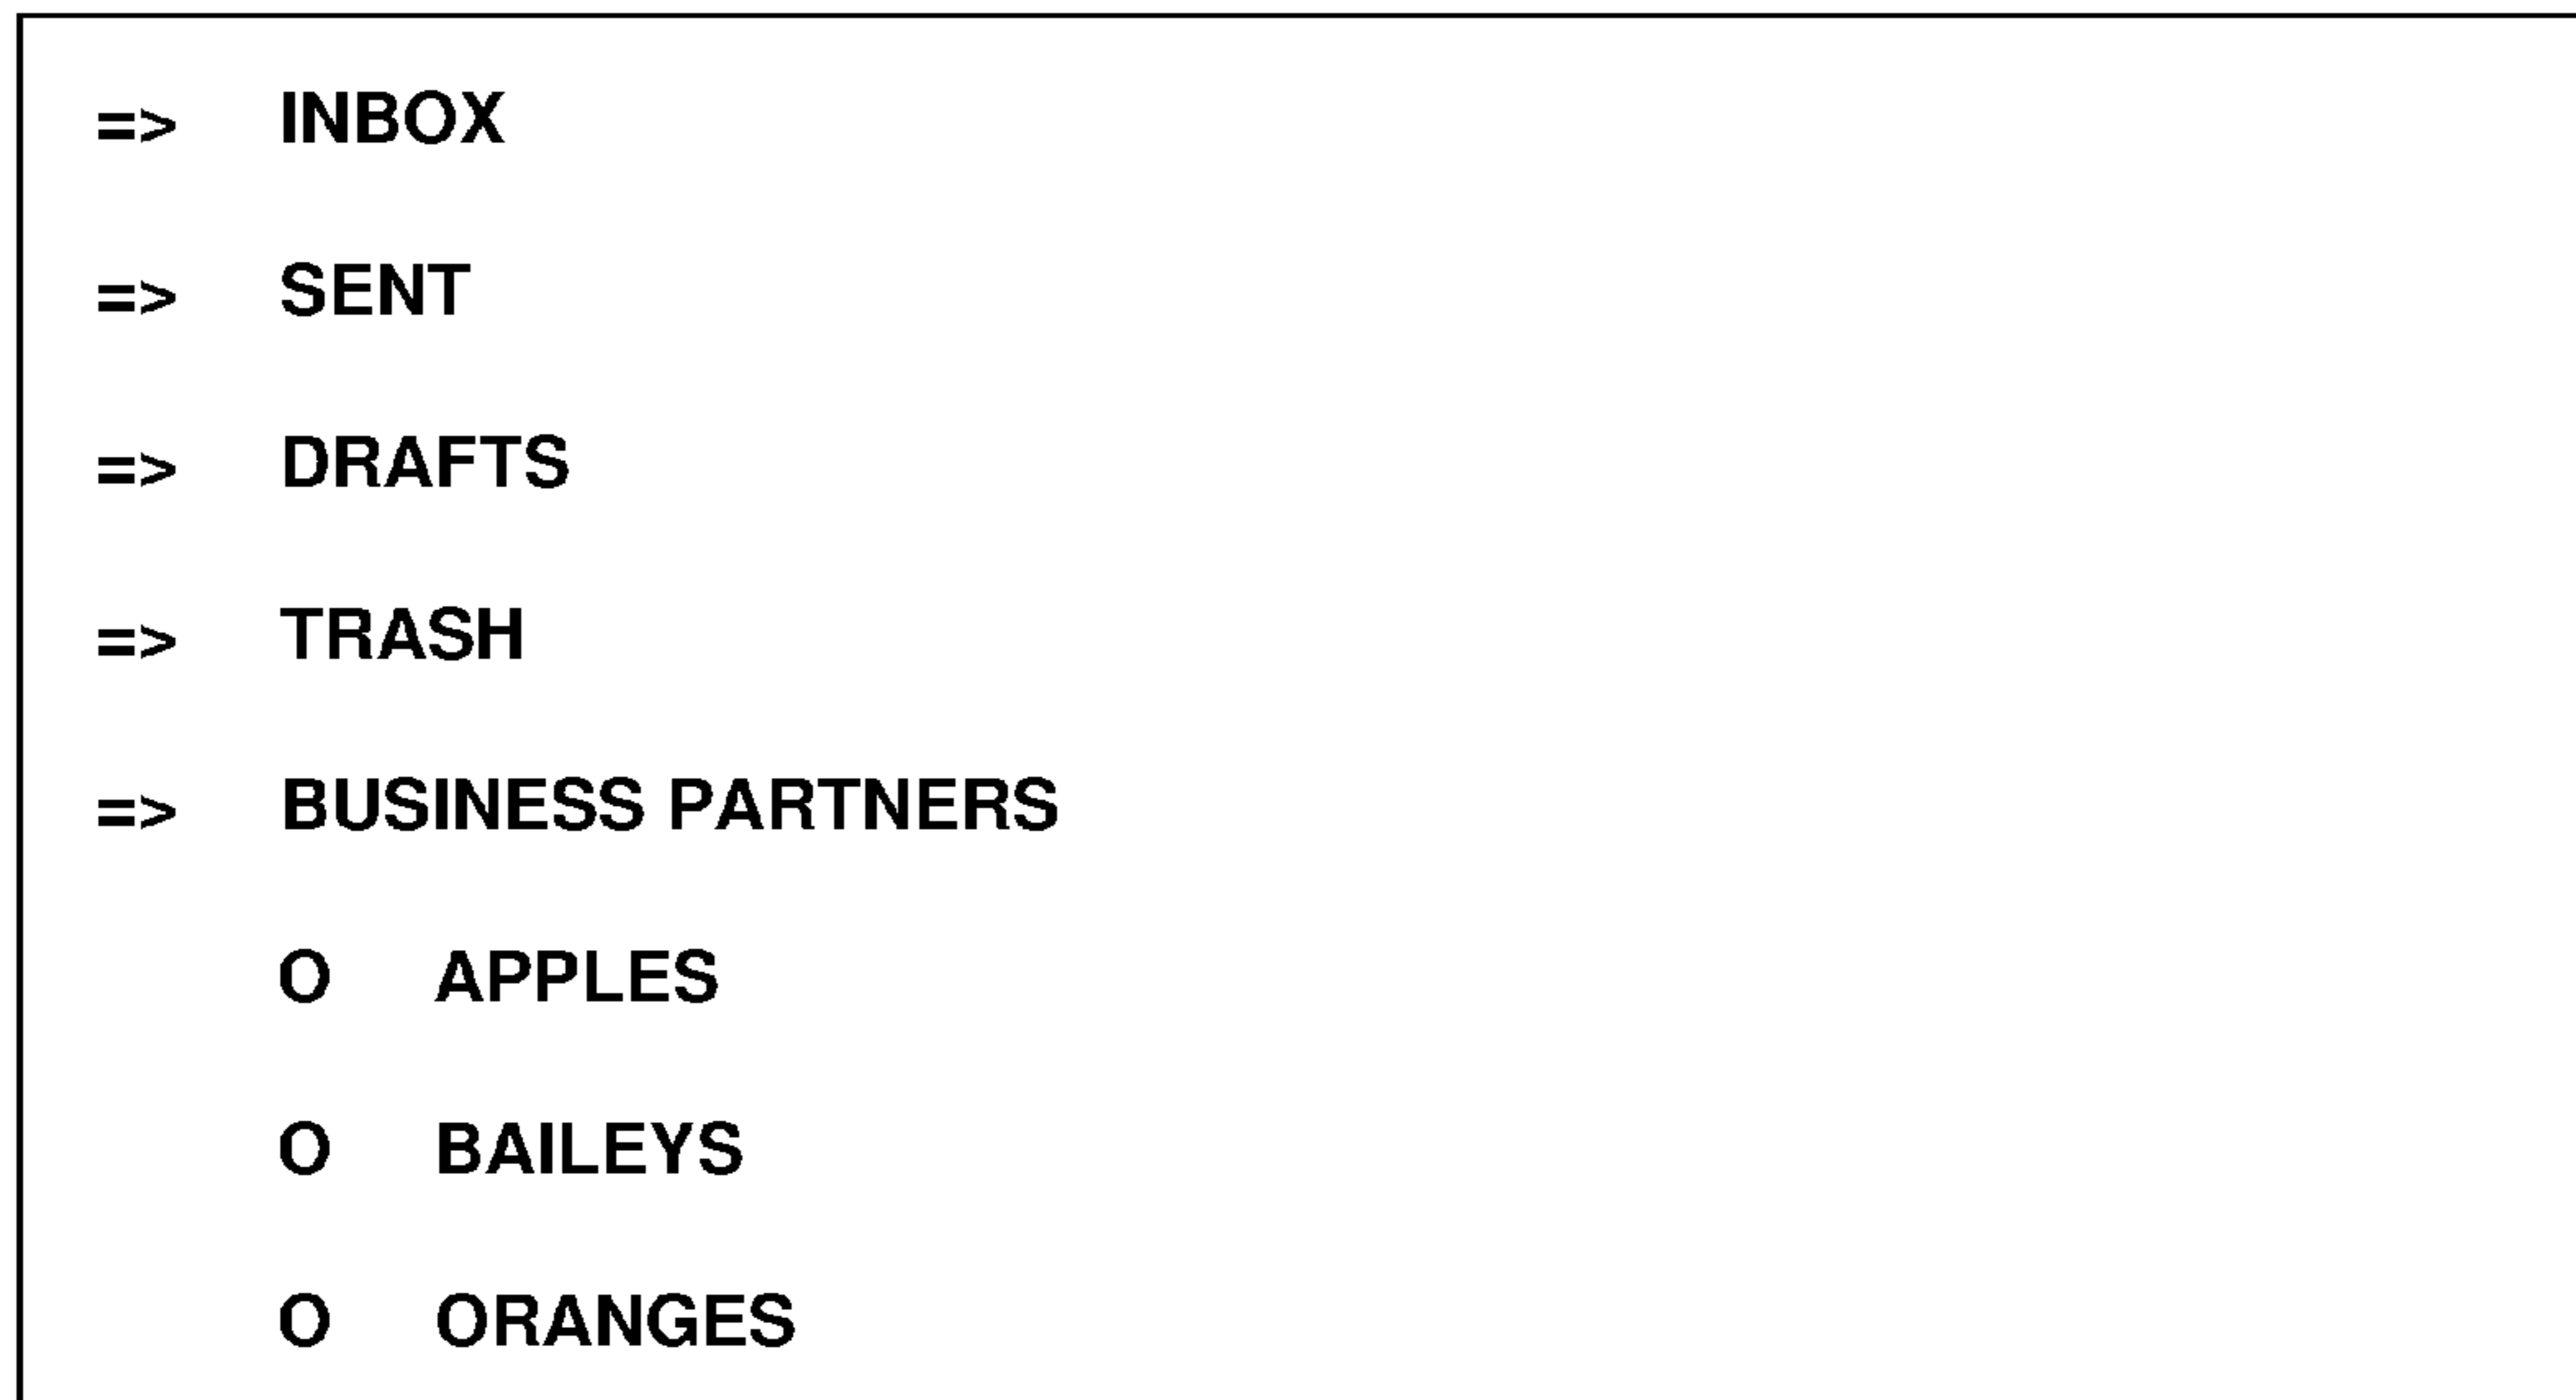 => INBOX
=> SENT
=> DRAFTS
=> TRASH
=> BUSINESS PARTNERS
O APPLES
O BAILEYS
O ORANGES